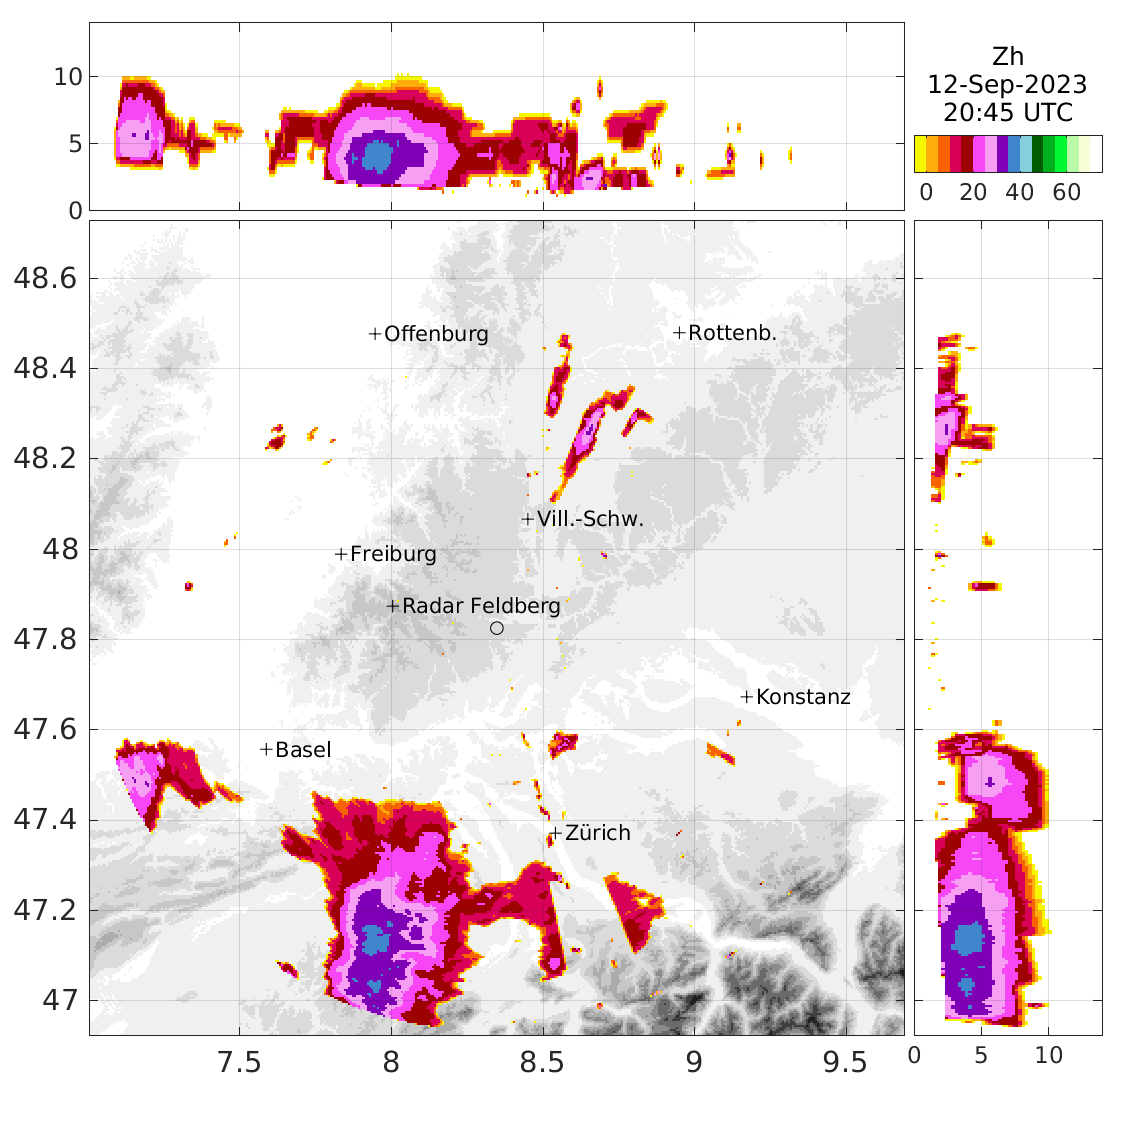 Zh
12-Sep-2023
20:45 UTC
0 20 40 60
10
5
0
48.6
48.4
48.2
48
47.8
47.6
47.4
47.2
47
+Offenburg
+Rottenb.
+Vill.-Schw.
+Freiburg
+Radar Feldberg
+Konstanz
+Basel
+Zürich
7.5 8 8.5 9 9.5
0 5 10